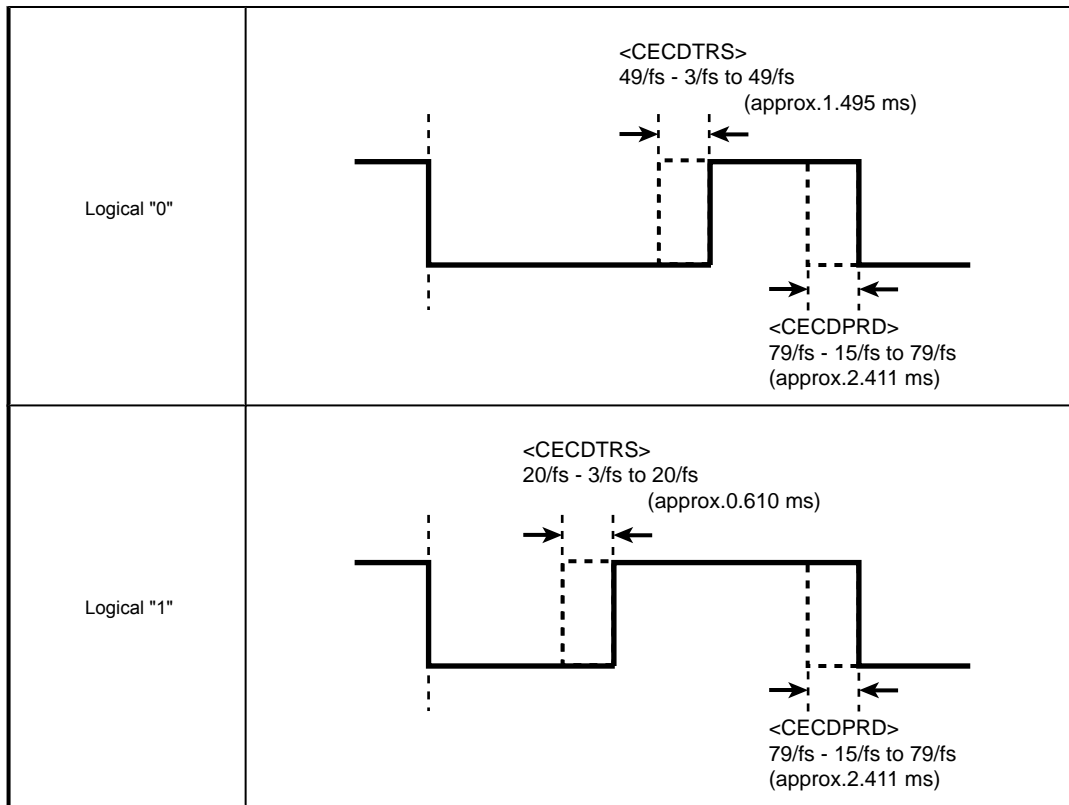 Logical "0"
<CECDTRS>
49/fs - 3/fs to 49/fs
(approx.1.495 ms)
<CECDPRD>
79/fs - 15/fs to 79/fs
(approx.2.411 ms)
Logical "1"
<CECDTRS>
20/fs - 3/fs to 20/fs
(approx.0.610 ms)
<CECDPRD>
79/fs - 15/fs to 79/fs
(approx.2.411 ms)